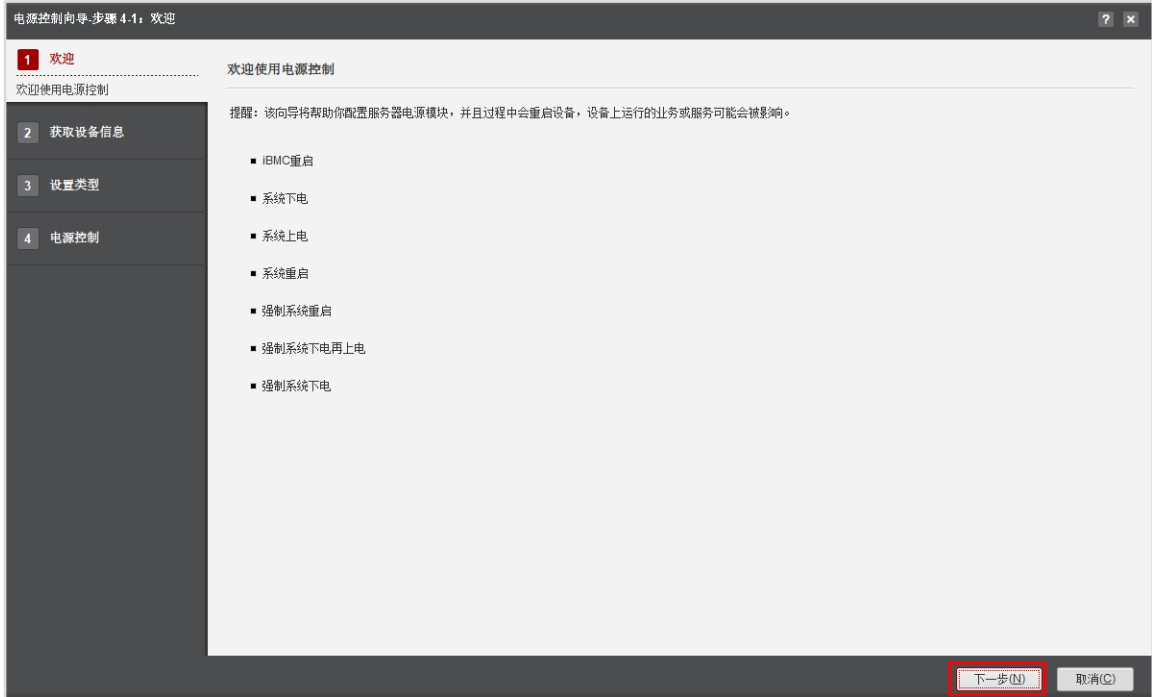 电源控制向导-步骤 4-1：欢迎
? ×
1 欢迎
欢迎使用电源控制
2 获取设备信息
3 设置类型
4 电源控制
欢迎使用电源控制
提醒：该向导将帮助你配置服务器电源模块，并且过程中会重启设备，设备上运行的业务或服务可能会被影响。
■ iBMC重启
■ 系统下电
■ 系统上电
■ 系统重启
■ 强制系统重启
■ 强制系统下电再上电
■ 强制系统下电
下一步(N) 取消(C)